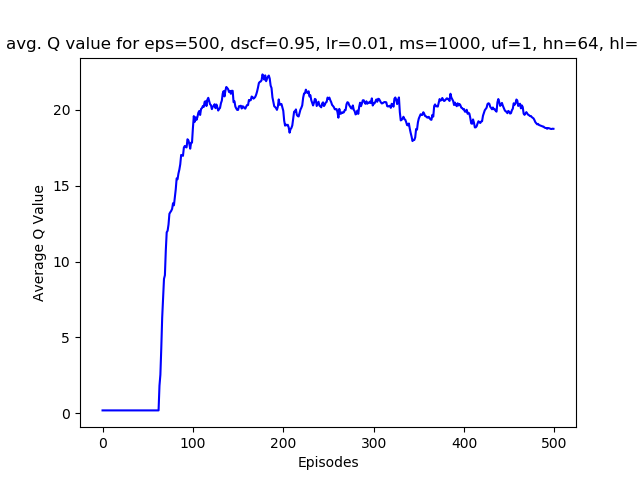 avg. Q value for eps=500, dscf=0.95, lr=0.01, ms=1000, uf=1, hn=64, hl=
20
15
10
5
0
Average Q Value
0 100 200 300 400 500
Episodes